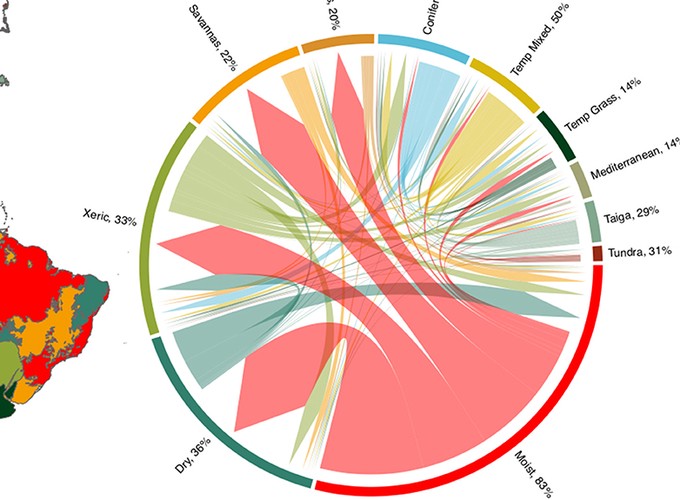 Savannas, 22%
20%
Conifer
Temp Mixed, 50%
Temp Grass, 14%
Mediterranean, 14%
Taiga, 29%
Tundra, 31%
Xeric, 33%
Dry, 36%
Moist, 83%